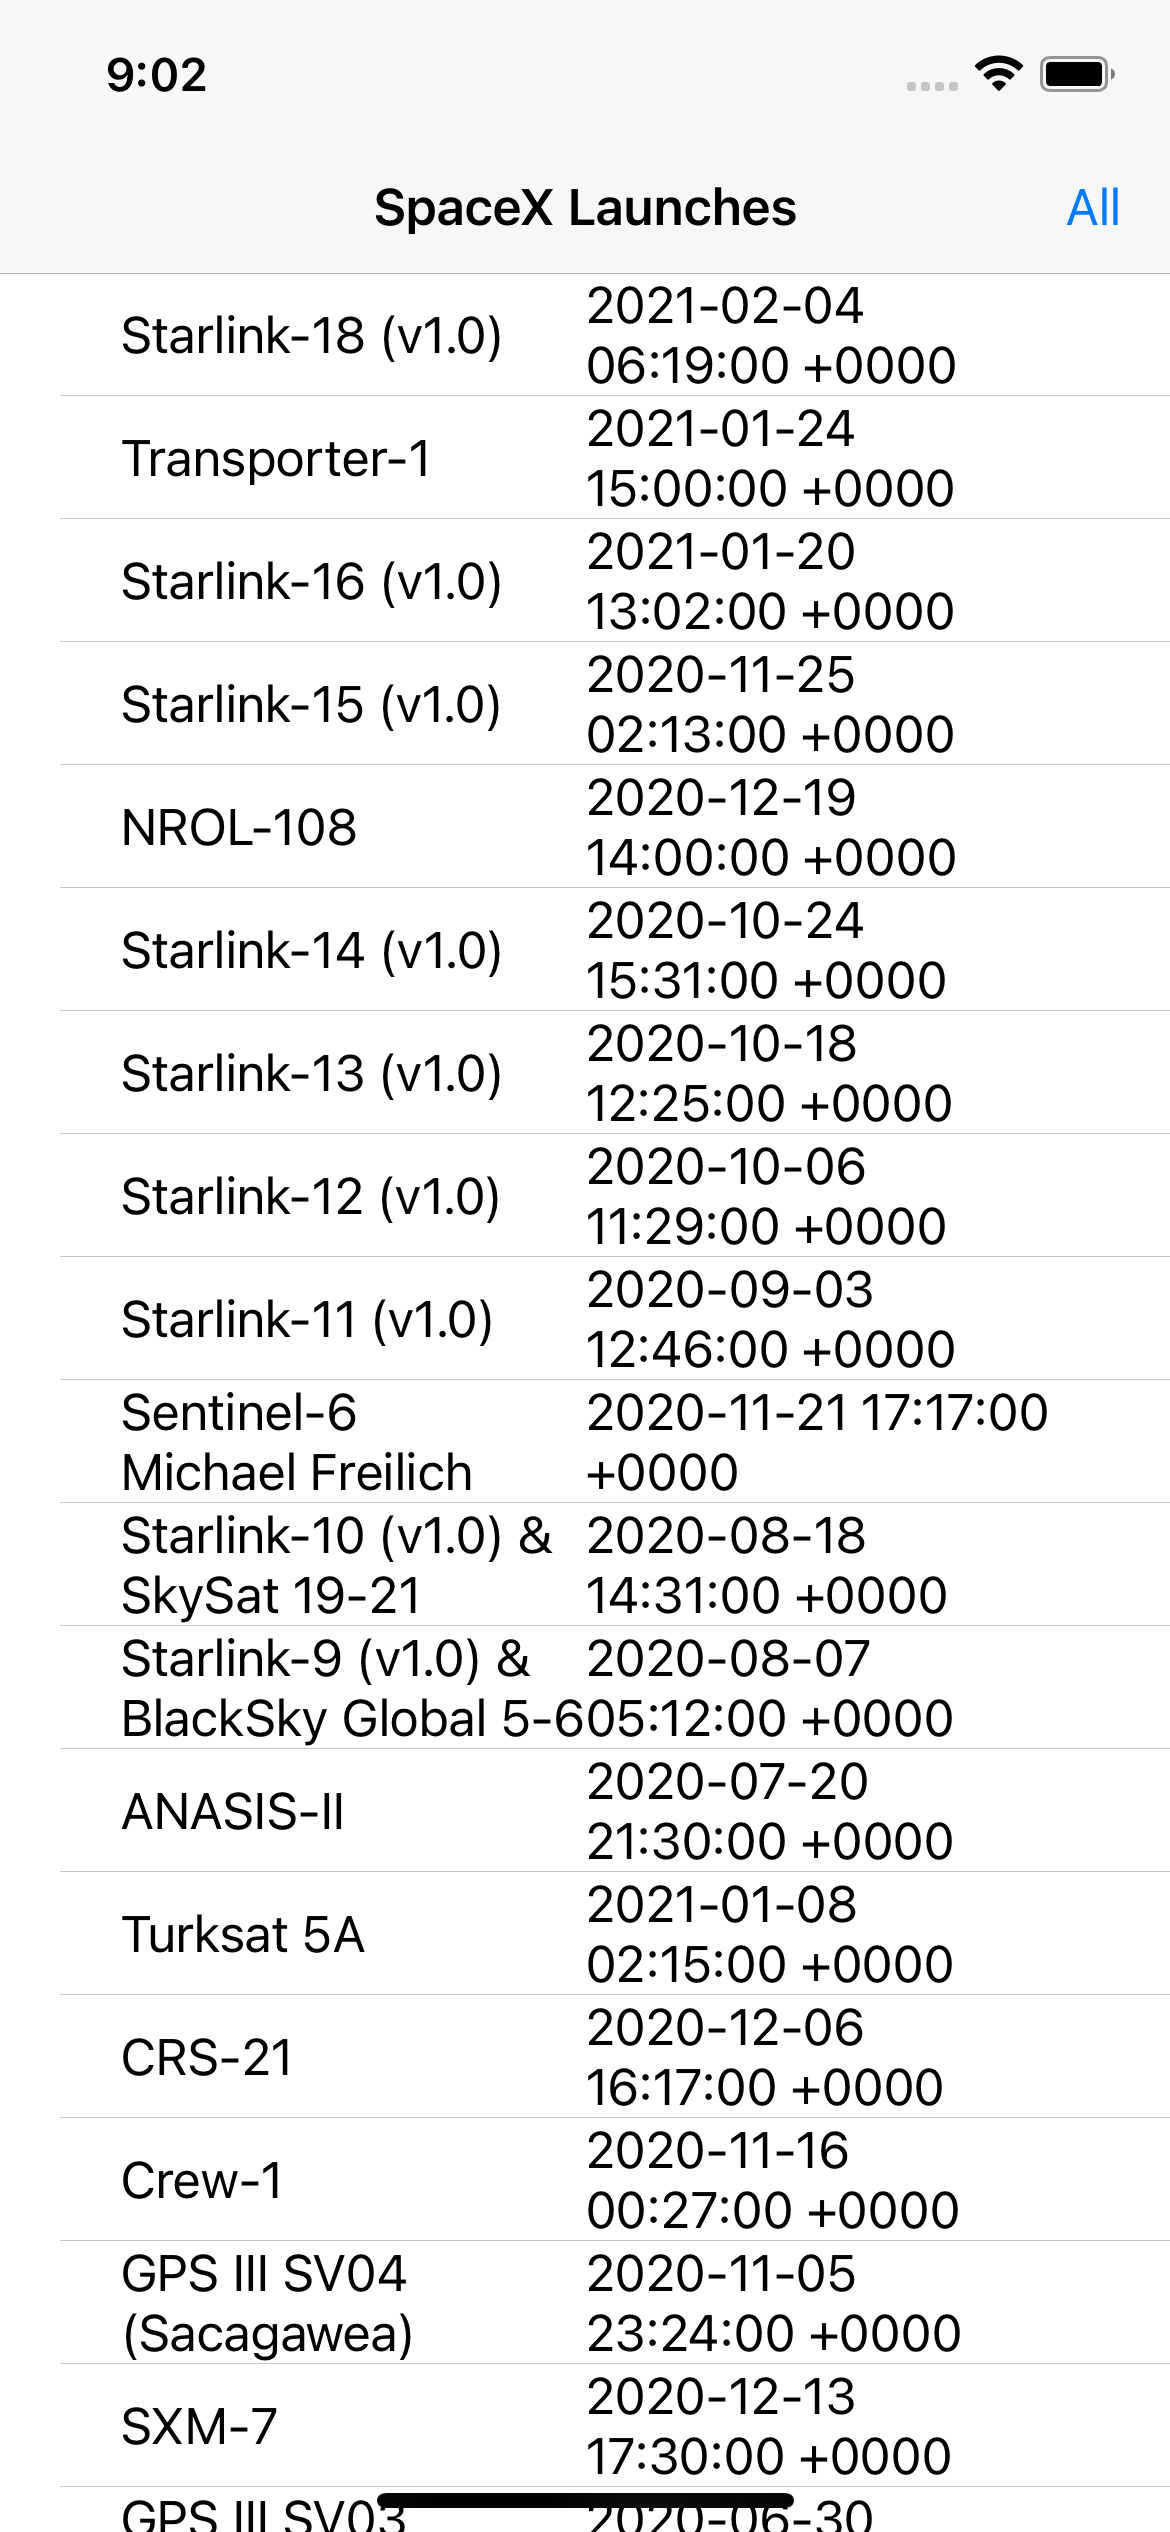 9:02
SpaceX Launches
All
Starlink-18 (v1.0)
2021-02-04
06:19:00 +0000
Transporter-1
2021-01-24
15:00:00 +0000
Starlink-16 (v1.0)
2021-01-20
13:02:00 +0000
Starlink-15 (v1.0)
2020-11-25
02:13:00 +0000
NROL-108
2020-12-19
14:00:00 +0000
Starlink-14 (v1.0)
2020-10-24
15:31:00 +0000
Starlink-13 (v1.0)
2020-10-18
12:25:00 +0000
Starlink-12 (v1.0)
2020-10-06
11:29:00 +0000
Starlink-11 (v1.0)
2020-09-03
12:46:00 +0000
Sentinel-6
Michael Freilich
2020-11-21 17:17:00
+0000
Starlink-10 (v1.0) &
SkySat 19-21
2020-08-18
14:31:00 +0000
Starlink-9 (v1.0) &
BlackSky Global 5-6
2020-08-07
05:12:00 +0000
ANASIS-II
2020-07-20
21:30:00 +0000
Turksat 5A
2021-01-08
02:15:00 +0000
CRS-21
2020-12-06
16:17:00 +0000
Crew-1
2020-11-16
00:27:00 +0000
GPS III SV04
(Sacagawea)
2020-11-05
23:24:00 +0000
SXM-7
2020-12-13
17:30:00 +0000
GPS III SV03
2020-06-30